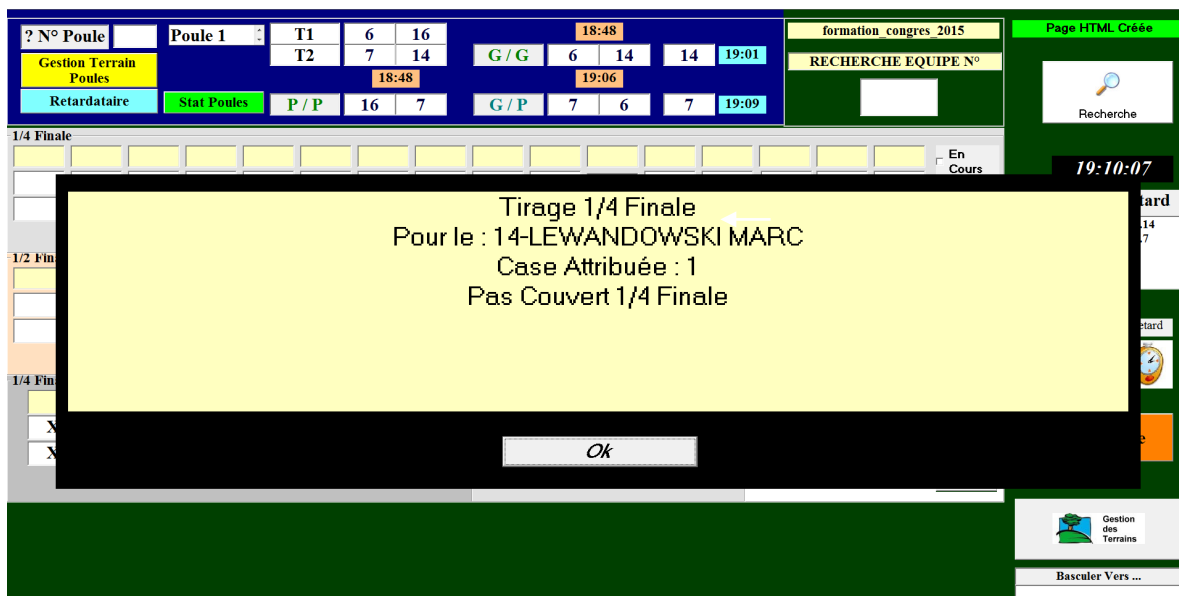 ? N° Poule
Poule 1
T1 6 16
18:48
formation_congres_2015
Page HTML Créée
T2 7 14
G / G 6 14 14 19:01
RECHERCHE EQUIPE N°
Gestion Terrain
Poules
18:48
19:06
Retardataire
Stat Poules
P / P 16 7
G / P 7 6 7 19:09
Recherche
1/4 Finale
En
Cours
19:10:07
Tirage 1/4 Finale
Pour le : 14-LEWANDOWSKI MARC
Case Attribuée : 1
Pas Couvert 1/4 Finale
tard
.14
.7
1/2 Fin
etard
1/4 Fin
X
X
e
Ok
Gestion
des
Terrains
Basculer Vers ...